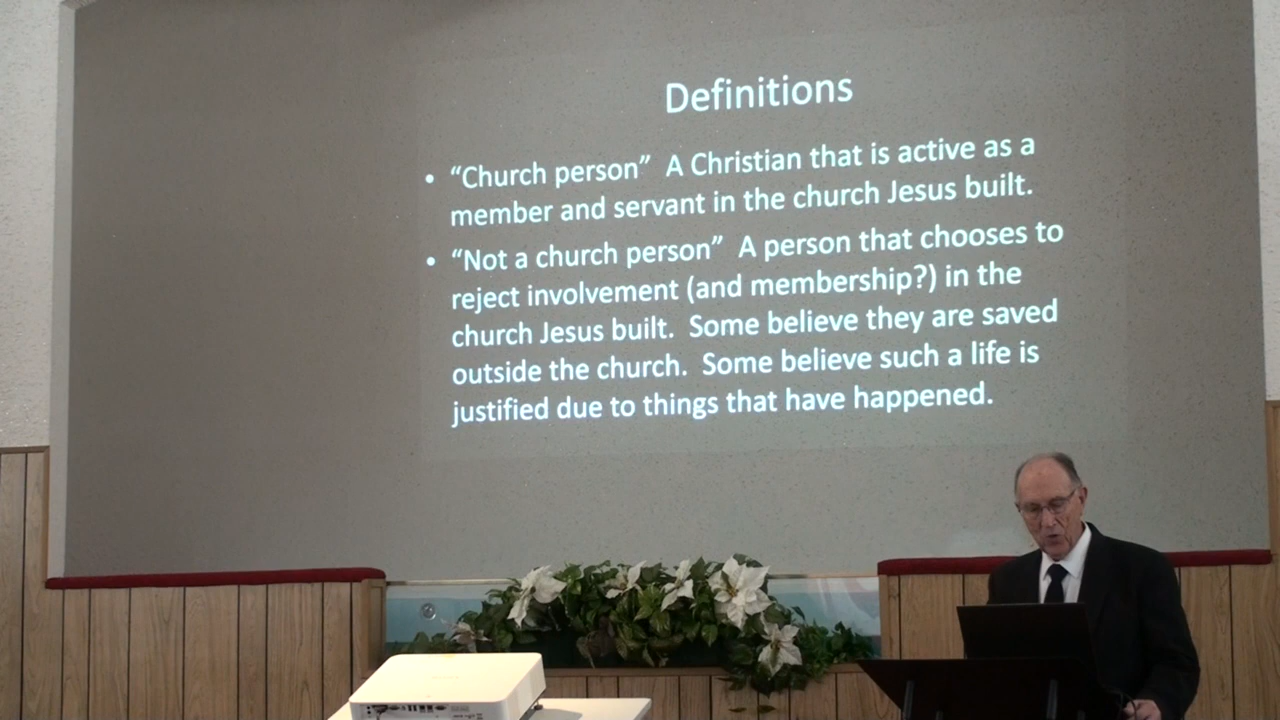 Definitions
• “Church person”  A Christian that is active as a
member and servant in the church Jesus built.
• “Not a church person”  A person that chooses to
reject involvement (and membership?) in the
church Jesus built.  Some believe they are saved
outside the church.  Some believe such a life is
justified due to things that have happened.